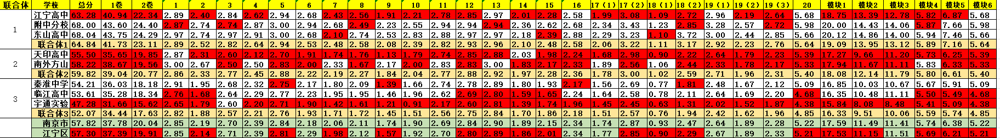 联合体 学校 总分 1卷 2卷 1 2 3 4 5 6 7 8 9 10 11 12 13 14 15 16 17（1） 17（2） 18（1） 18（2） 19（1） 19（2） 19（3） 20 模块1 模块2 模块3 模块4 模块5 模块6
1 江宁高中 63.28 40.94 22.34 2.89 2.40 2.84 2.62 2.94 2.68 2.43 2.56 1.91 2.21 2.78 2.85 2.97 2.01 2.28 2.58 1.99 3.08 1.09 2.72 2.96 2.19 2.64 5.68 18.75 13.39 12.78 5.82 6.87 5.68
附中分校 68.00 43.60 24.40 2.87 2.74 2.74 2.87 3.00 2.94 2.68 2.49 2.23 2.55 2.94 2.94 2.94 2.36 2.62 2.68 2.34 3.43 1.23 2.85 3.28 2.57 2.72 5.98 20.00 14.43 14.06 5.87 7.66 5.98
东山高中 68.04 43.75 24.29 2.97 2.74 2.97 2.91 3.00 2.68 2.10 2.74 2.53 2.83 2.88 2.97 2.97 2.18 2.39 2.88 2.29 3.23 1.10 3.72 3.00 2.44 2.85 5.66 20.12 14.86 14.00 5.94 7.46 5.66
联合体1 64.84 41.73 23.11 2.89 2.52 2.82 2.64 2.94 2.53 2.48 2.58 2.08 2.39 2.82 2.82 2.96 2.10 2.48 2.58 2.06 3.22 1.11 3.17 2.92 2.23 2.76 5.64 19.09 13.95 13.12 5.89 7.16 5.64
2 天印高中 55.50 35.65 19.85 2.87 2.31 2.60 2.12 2.70 1.91 1.74 1.76 1.13 1.79 2.74 2.85 2.88 2.03 1.98 2.24 1.68 2.98 0.90 2.22 2.64 1.79 2.23 5.39 17.27 9.66 11.20 5.73 6.25 5.39
南外方山 58.22 38.67 19.56 3.00 2.67 2.50 2.50 2.83 2.00 2.33 1.67 2.17 2.00 2.83 2.83 3.00 1.83 2.17 2.33 1.89 2.56 1.06 2.44 2.33 1.78 2.17 5.33 17.94 11.67 11.11 5.83 6.33 5.33
联合体2 59.82 39.04 20.77 2.86 2.33 2.77 2.45 2.88 2.22 2.19 2.27 1.84 2.04 2.77 2.88 2.92 1.97 2.28 2.36 1.78 3.00 1.02 2.59 2.71 1.96 2.31 5.40 18.08 12.14 11.79 5.80 6.61 5.40
3 秦淮中学 54.21 36.03 18.18 2.91 1.95 2.68 2.32 2.75 2.17 1.80 2.09 1.39 1.66 2.74 2.78 2.89 1.80 1.93 2.17 1.56 2.69 0.77 1.81 2.48 1.67 2.12 5.09 16.85 10.03 10.67 5.67 5.91 5.09
临江高中 53.61 35.28 18.34 2.76 1.68 2.64 2.29 2.77 2.23 1.95 1.95 1.46 1.96 2.62 2.69 2.80 1.59 1.65 2.24 1.64 2.58 0.78 2.11 2.64 1.69 2.20 4.68 16.35 10.48 11.11 5.50 5.49 4.68
宇通实验 47.28 31.66 15.62 2.65 1.79 2.60 2.20 2.71 1.90 1.42 1.61 1.21 0.91 2.17 2.60 2.81 1.39 1.74 1.96 1.45 2.45 0.63 1.31 2.02 1.52 1.87 4.38 15.84 8.08 8.48 5.41 5.09 4.38
联合体3 52.07 34.44 17.63 2.82 1.88 2.57 2.21 2.76 1.93 1.71 1.72 1.45 1.51 2.56 2.75 2.84 1.70 1.86 2.18 1.51 2.57 0.76 1.94 2.42 1.62 1.96 4.85 16.33 9.51 10.06 5.59 5.74 4.85
南京市 57.82 37.78 20.04 2.85 2.19 2.70 2.39 2.84 2.18 2.06 2.11 1.74 1.90 2.69 2.84 2.90 1.89 2.15 2.34 1.74 2.87 0.93 2.47 2.64 1.89 2.28 5.22 17.59 11.49 11.41 5.74 6.38 5.22
江宁区 57.30 37.39 19.91 2.85 2.14 2.71 2.39 2.81 2.29 1.98 2.12 1.57 1.92 2.70 2.80 2.89 1.86 2.01 2.34 1.77 2.85 0.90 2.29 2.67 1.89 2.33 5.21 17.53 11.15 11.51 5.69 6.21 5.21